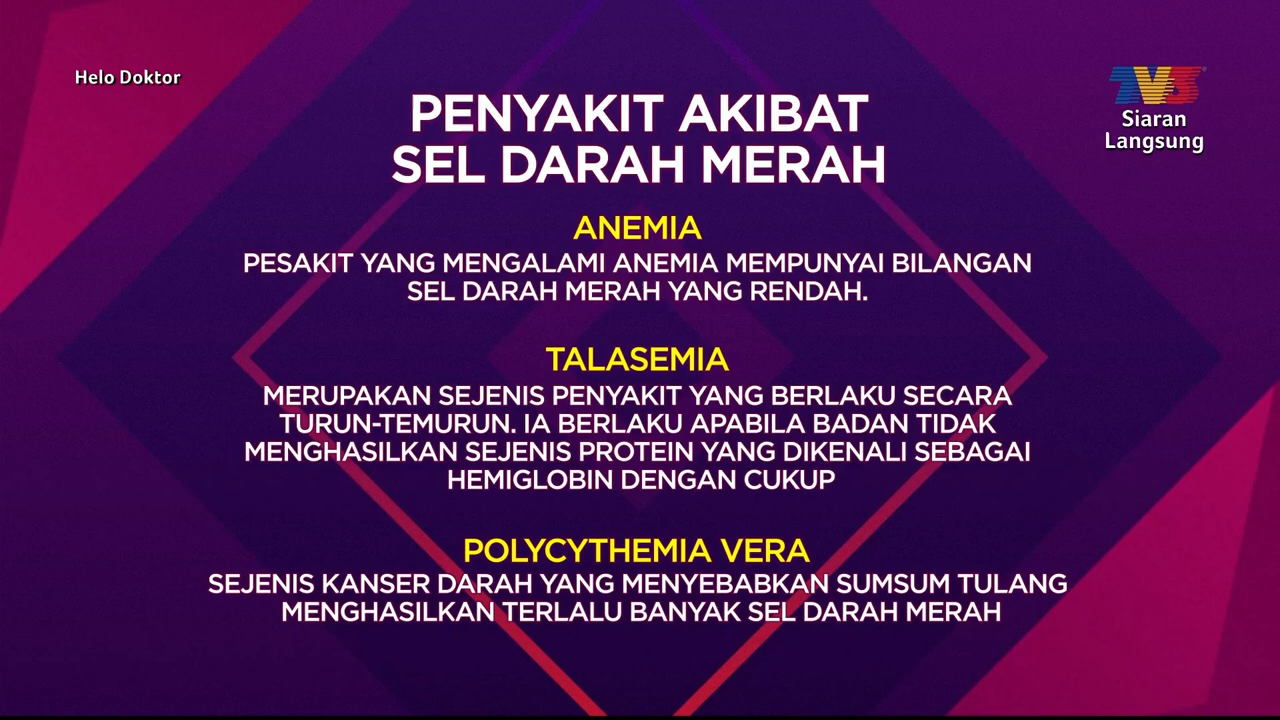 Helo Doktor
TV3
Siaran
Langsung
PENYAKIT AKIBAT
SEL DARAH MERAH
ANEMIA
PESAKIT YANG MENGALAMI ANEMIA MEMPUNYAI BILANGAN
SEL DARAH MERAH YANG RENDAH.
TALASEMIA
MERUPAKAN SEJENIS PENYAKIT YANG BERLAKU SECARA
TURUN-TEMURUN. IA BERLAKU APABILA BADAN TIDAK
MENGHASILKAN SEJENIS PROTEIN YANG DIKENALI SEBAGAI
HEMIGLOBIN DENGAN CUKUP
POLYCYTHEMIA VERA
SEJENIS KANSER DARAH YANG MENYEBABKAN SUMSUM TULANG
MENGHASILKAN TERLALU BANYAK SEL DARAH MERAH